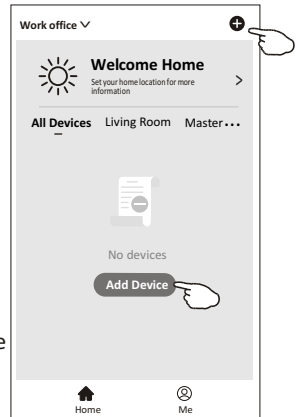 Work office
Welcome Home
Set your home location for more
information
All Devices Living Room Master...
No devices
Add Device
e
Home Me